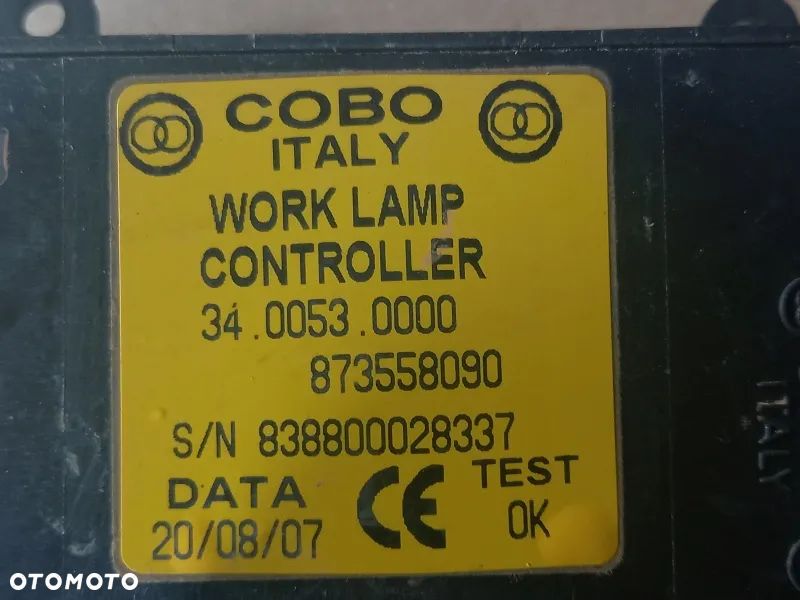 COBO
ITALY
WORK LAMP
CONTROLLER
34.0053.0000
873558090
S/N 838800028337
DATA
20/08/07
CE
TEST
OK
ITALY
OTOMOTO